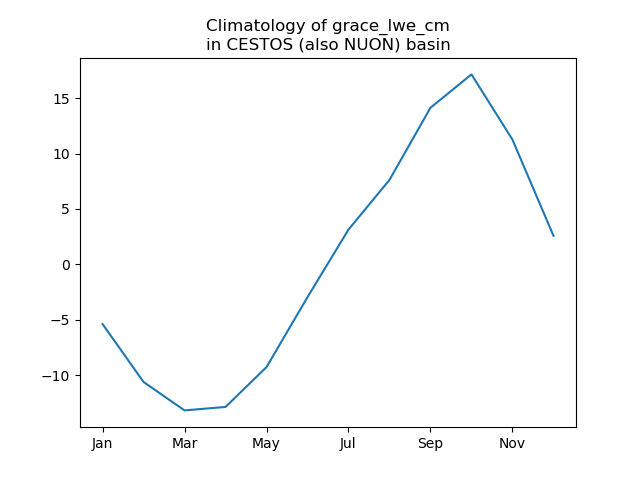 Climatology of grace_lwe_cm
in CESTOS (also NUON) basin
15
10
5
0
−5
−10
Jan Mar May Jul Sep Nov